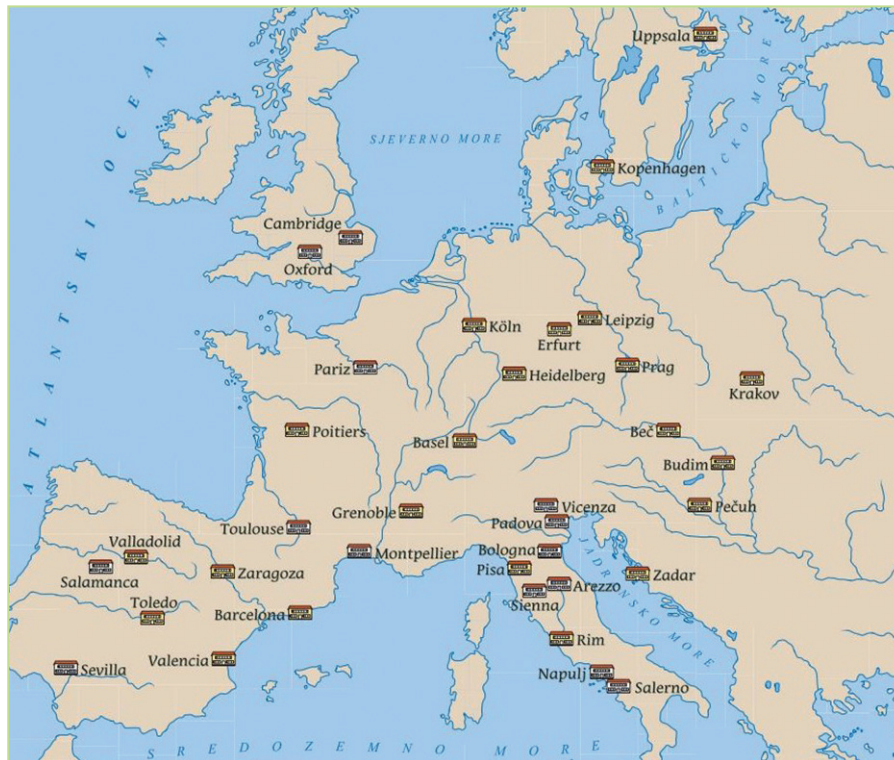 Uppsala
ATLANTSKI OCEAN
SJEVERNO MORE
BALTIČKO MORE
Kopenhagen
Cambridge
Oxford
Köln
Leipzig
Erfurt
Pariz
Heidelberg
Prag
Krakov
Poitiers
Basel
Beč
Budim
Grenoble
Vicenza
Padova
Pečuh
Toulouse
Valladolid
Montpellier
Bologna
JADRANSKO MORE
Salamanca
Zaragoza
Pisa
Arezzo
Zadar
Toledo
Barcelona
Sienna
Rim
Sevilla
Valencia
Napulj
Salerno
SREDOZEMNO MORE